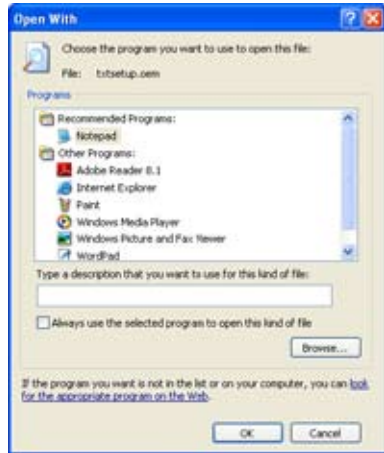 Open With
Choose the program you want to use to open this file:
File: txtsetup.oem
Programs
Recommended Programs:
Notepad
Other Programs:
Adobe Reader 8.1
Internet Explorer
Paint
Windows Media Player
Windows Picture and Fax Viewer
WordPad
Type a description that you want to use for this kind of file:
Always use the selected program to open this kind of file
Browse...
If the program you want is not in the list or on your computer, you can look
for the appropriate program on the Web.
OK Cancel